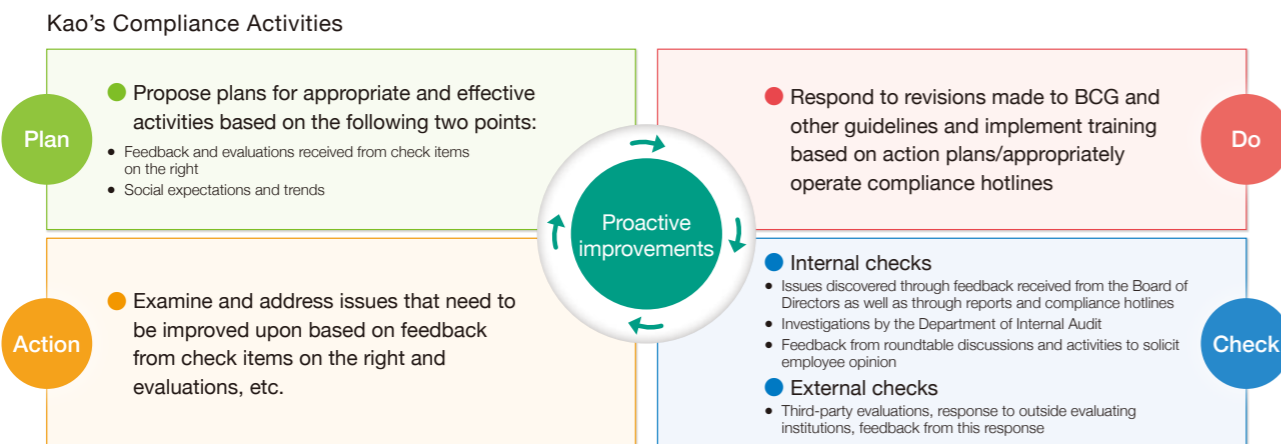 Kao's Compliance Activities
Plan
● Propose plans for appropriate and effective
activities based on the following two points:
• Feedback and evaluations received from check items
on the right
• Social expectations and trends
Do
● Respond to revisions made to BCG and
other guidelines and implement training
based on action plans/appropriately
operate compliance hotlines
Proactive
improvements
Action
● Examine and address issues that need to
be improved upon based on feedback
from check items on the right and
evaluations, etc.
Check
● Internal checks
• Issues discovered through feedback received from the Board of
Directors as well as through reports and compliance hotlines
• Investigations by the Department of Internal Audit
• Feedback from roundtable discussions and activities to solicit
employee opinion
● External checks
• Third-party evaluations, response to outside evaluating
institutions, feedback from this response